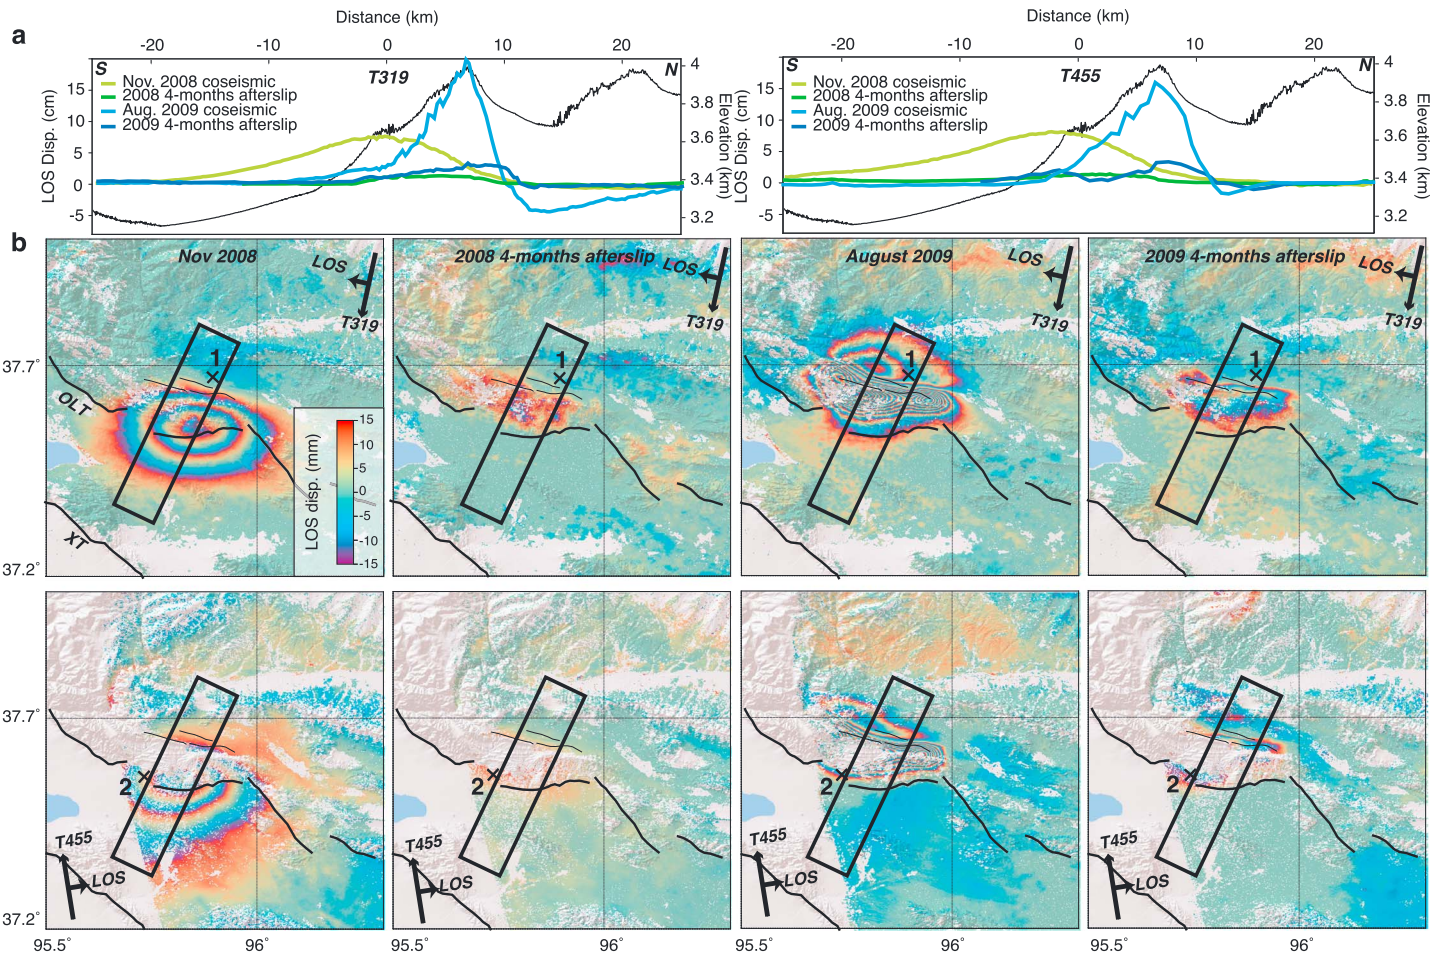 a
Distance (km)
-20 -10 0 10 20
S T319 N
Nov. 2008 coseismic
2008 4-months afterslip
Aug. 2009 coseismic
2009 4-months afterslip
LOS Disp. (cm)
15
10
5
0
-5
Elevation (km)
4
3.8
3.6
3.4
3.2
Distance (km)
-20 -10 0 10 20
S T455 N
Nov. 2008 coseismic
2008 4-months afterslip
Aug. 2009 coseismic
2009 4-months afterslip
LOS Disp. (cm)
15
10
5
0
-5
Elevation (km)
4
3.8
3.6
3.4
3.2
b
Nov 2008
LOS
T319
1
OLT
XT
37.7°
37.2°
LOS disp. (mm)
15
10
5
0
-5
-10
-15
2008 4-months afterslip
LOS
T319
1
August 2009
LOS
T319
1
2009 4-months afterslip
LOS
T319
1
37.7°
37.2°
2
T455
LOS
2
T455
LOS
2
T455
LOS
2
T455
LOS
95.5° 96° 95.5° 96° 95.5° 96° 95.5° 96°